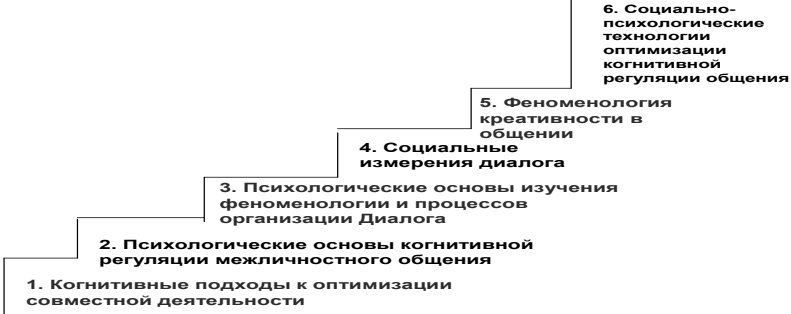 6. Социально-
психологические
технологии
оптимизации
когнитивной
регуляции общения
5. Феноменология
креативности в
общении
4. Социальные
измерения диалога
3. Психологические основы изучения
феноменологии и процессов
организации Диалога
2. Психологические основы когнитивной
регуляции межличностного общения
1. Когнитивные подходы к оптимизации
совместной деятельности